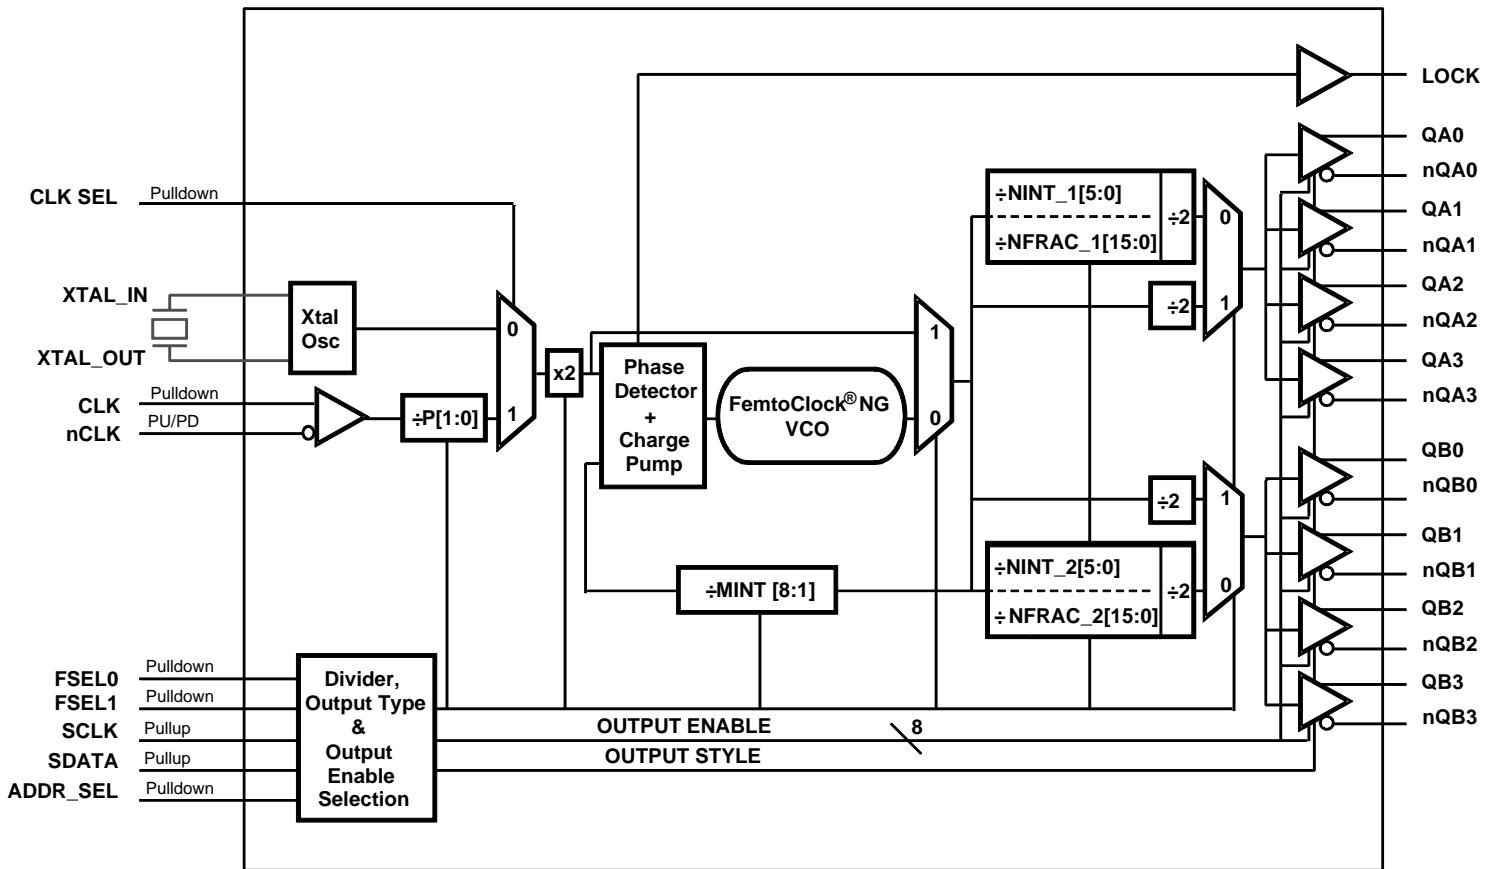 LOCK
QA0
nQA0
QA1
nQA1
QA2
nQA2
QA3
nQA3
QB0
nQB0
QB1
nQB1
QB2
nQB2
QB3
nQB3
CLK SEL
Pulldown
XTAL_IN
XTAL_OUT
Xtal
Osc
CLK
Pulldown
nCLK
PU/PD
÷P[1:0]
0
1
x2
Phase
Detector
+
Charge
Pump
FemtoClock® NG
VCO
1
0
÷NINT_1[5:0]
÷NFRAC_1[15:0]
÷2
0
÷2
1
÷2
1
÷NINT_2[5:0]
÷ NFRAC_2[15:0]
÷2
0
÷MINT [8:1]
FSEL0
Pulldown
FSEL1
Pulldown
SCLK
Pullup
SDATA
Pullup
ADDR_SEL
Pulldown
Divider,
Output Type
&
Output
Enable
Selection
OUTPUT ENABLE
8
OUTPUT STYLE